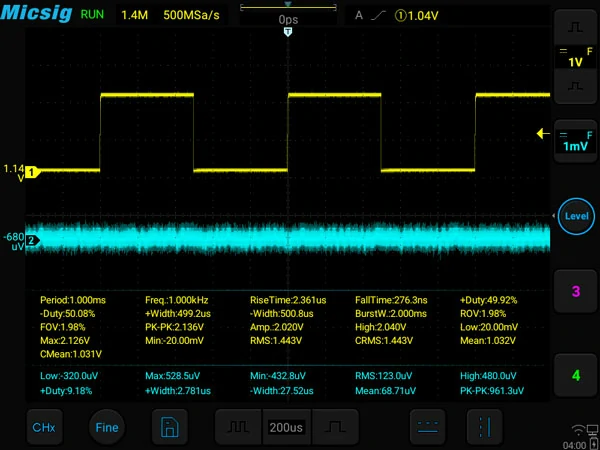 Micsig RUN 1.4M 500MSa/s 0ps A ①1.04V
T
F
1V
1.14
V
1
F
1mV
Level
-680
uV
2
3
Period:1.000ms Freq.:1.000kHz RiseTime:2.361us FallTime:276.3ns +Duty:49.92%
-Duty:50.08% +Width:499.2us -Width:500.8us BurstW.:2.000ms ROV:1.98%
FOV:1.98% PK-PK:2.136V Amp.:2.020V High:2.040V Low:20.00mV
Max:2.126V Min:-20.00mV RMS:1.443V CRMS:1.443V Mean:1.032V
CMean:1.031V
Low:-320.0uV Max:528.5uV Min:-432.8uV RMS:123.0uV High:480.0uV
+Duty:9.18% +Width:2.781us -Width:27.52us Mean:68.71uV PK-PK:961.3uV
4
CHx Fine 200us
04:00